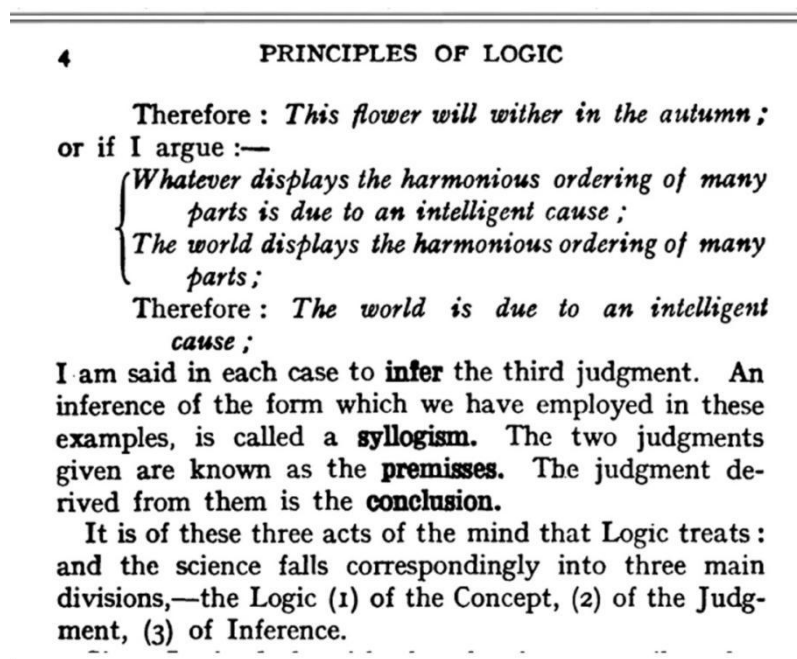 4 PRINCIPLES OF LOGIC
Therefore : This flower will wither in the autumn ;
or if I argue :—
Whatever displays the harmonious ordering of many
parts is due to an intelligent cause ;
The world displays the harmonious ordering of many
parts ;
Therefore : The world is due to an intelligent
cause ;
I am said in each case to infer the third judgment. An
inference of the form which we have employed in these
examples, is called a syllogism. The two judgments
given are known as the premisses. The judgment de-
rived from them is the conclusion.
It is of these three acts of the mind that Logic treats :
and the science falls correspondingly into three main
divisions,—the Logic (1) of the Concept, (2) of the Judg-
ment, (3) of Inference.